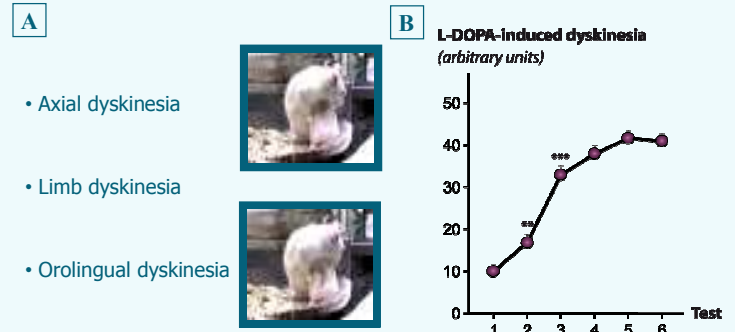 A
• Axial dyskinesia
• Limb dyskinesia
• Orolingual dyskinesia
B
L-DOPA-induced dyskinesia
(arbitrary units)
50
40
30
20
10
0
**
***
1 2 3 4 5 6
Test